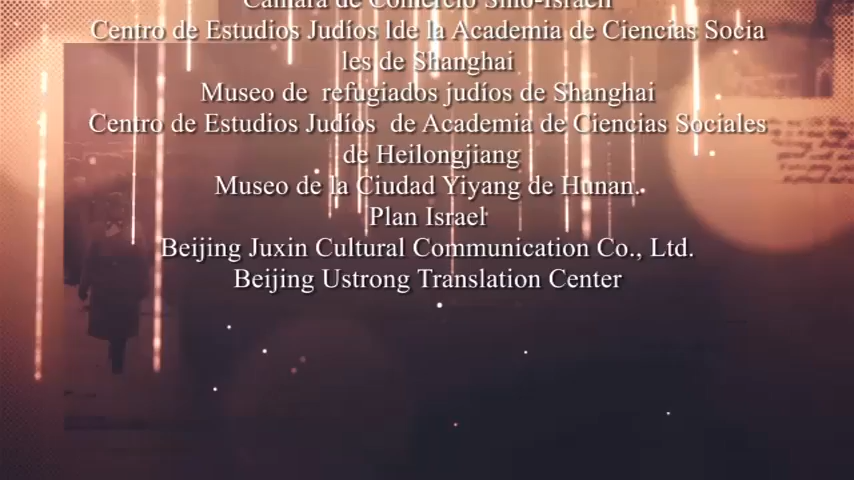 Cámara de Comercio Sino-Israelí
Centro de Estudios Judíos lde la Academia de Ciencias Socia
les de Shanghai
Museo de refugiados judíos de Shanghai
Centro de Estudios Judíos de Academia de Ciencias Sociales
de Heilongjiang
Museo de la Ciudad Yiyang de Hunan.
Plan Israel
Beijing Juxin Cultural Communication Co., Ltd.
Beijing Ustrong Translation Center